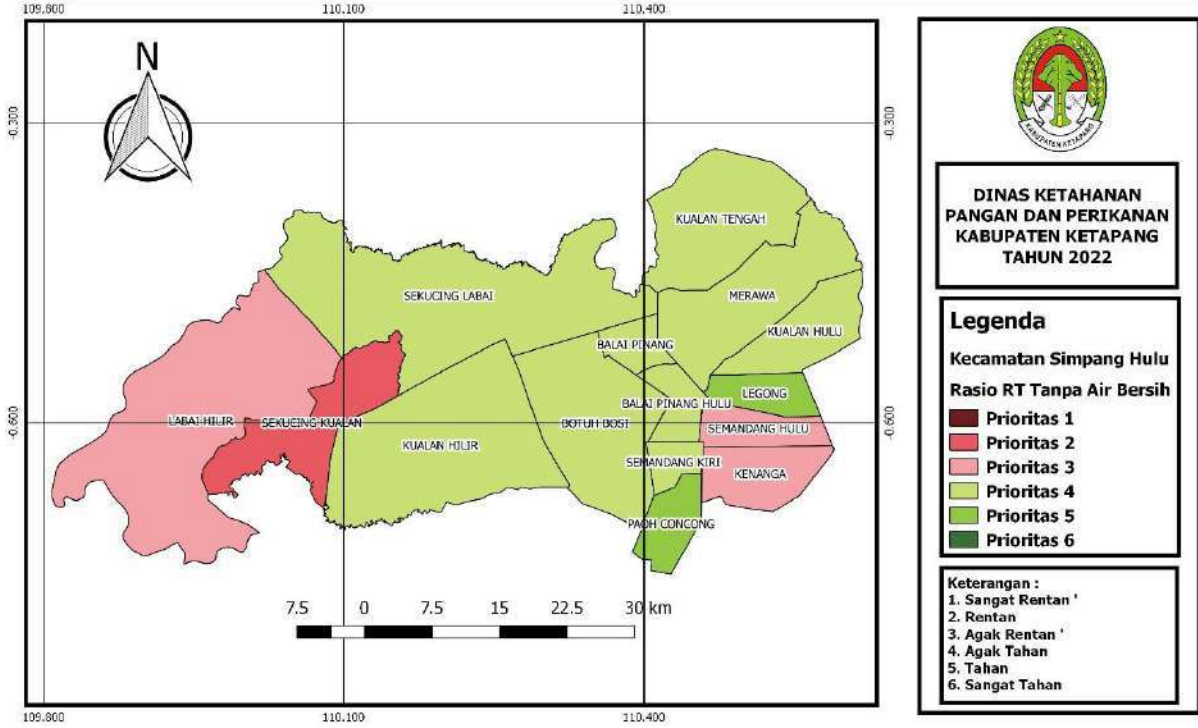 109.800
110.100
110.400
-0.300
-0.300
N
KUALAN TENGAH
SEKUCING LABAI
MERAWA
KUALAN HULU
BALAI PINANG
LEGONG
BALAI PINANG HULU
LABAI HILIR
SEKUCING KUALAN
BOTUH BOSI
SEMANDANG HULU
KUALAN HILIR
SEMANDANG KIRI
KENANGA
PAOH CONCONG
-0.600
-0.600
7.5 0 7.5 15 22.5 30 km
109.800
110.100
110.400
KABUPATEN KETAPANG
DINAS KETAHANAN
PANGAN DAN PERIKANAN
KABUPATEN KETAPANG
TAHUN 2022
Legenda
Kecamatan Simpang Hulu
Rasio RT Tanpa Air Bersih
Prioritas 1
Prioritas 2
Prioritas 3
Prioritas 4
Prioritas 5
Prioritas 6
Keterangan :
1. Sangat Rentan '
2. Rentan
3. Agak Rentan '
4. Agak Tahan
5. Tahan
6. Sangat Tahan